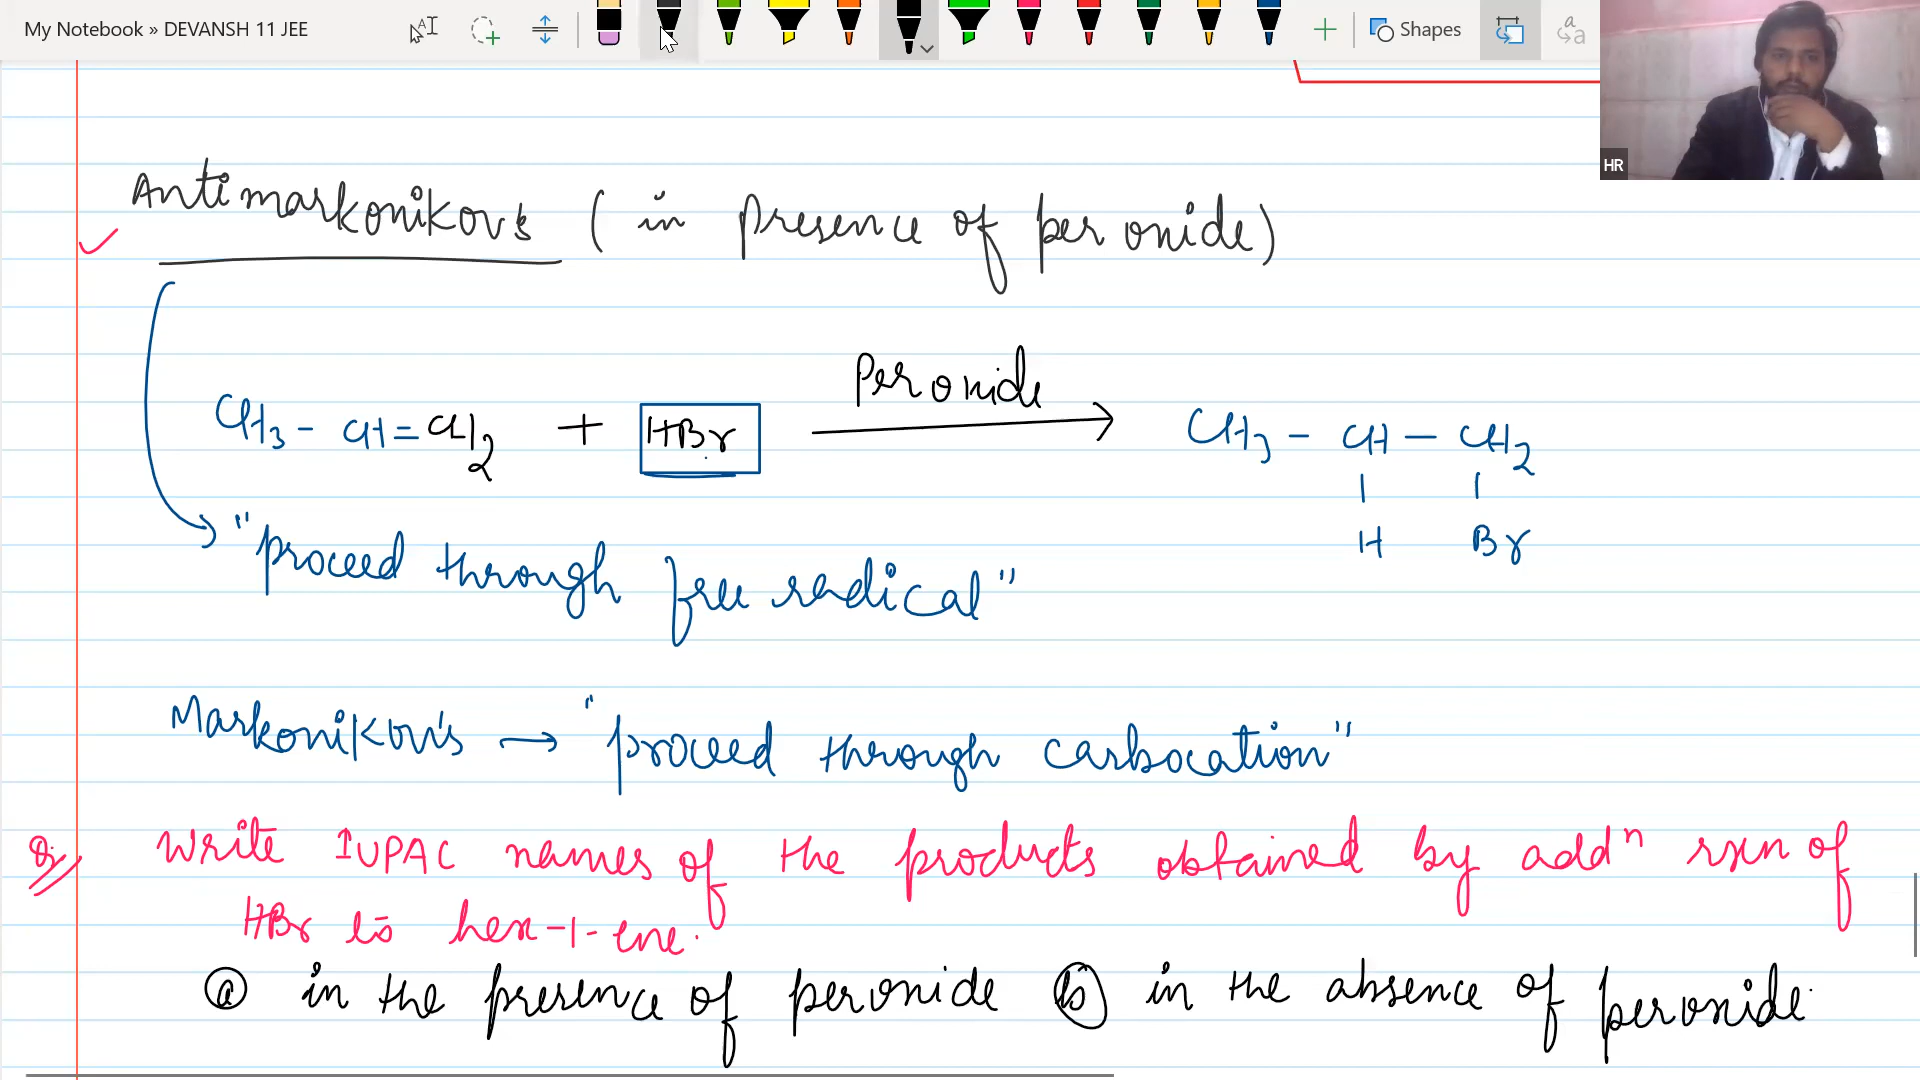 My Notebook » DEVANSH 11 JEE
Shapes
HR
Antimarkonikov's (in presence of peroxide)
Peroxide
CH3 - CH = CH2 + HBr → CH3 - CH - CH2
H Br
"proceed through free radical"
Markonikov's → "proceed through carbocation"
Q: Write IUPAC names of the products obtained by addn rxn of
HBr to hex-1-ene.
(a) in the presence of peroxide (b) in the absence of peroxide.